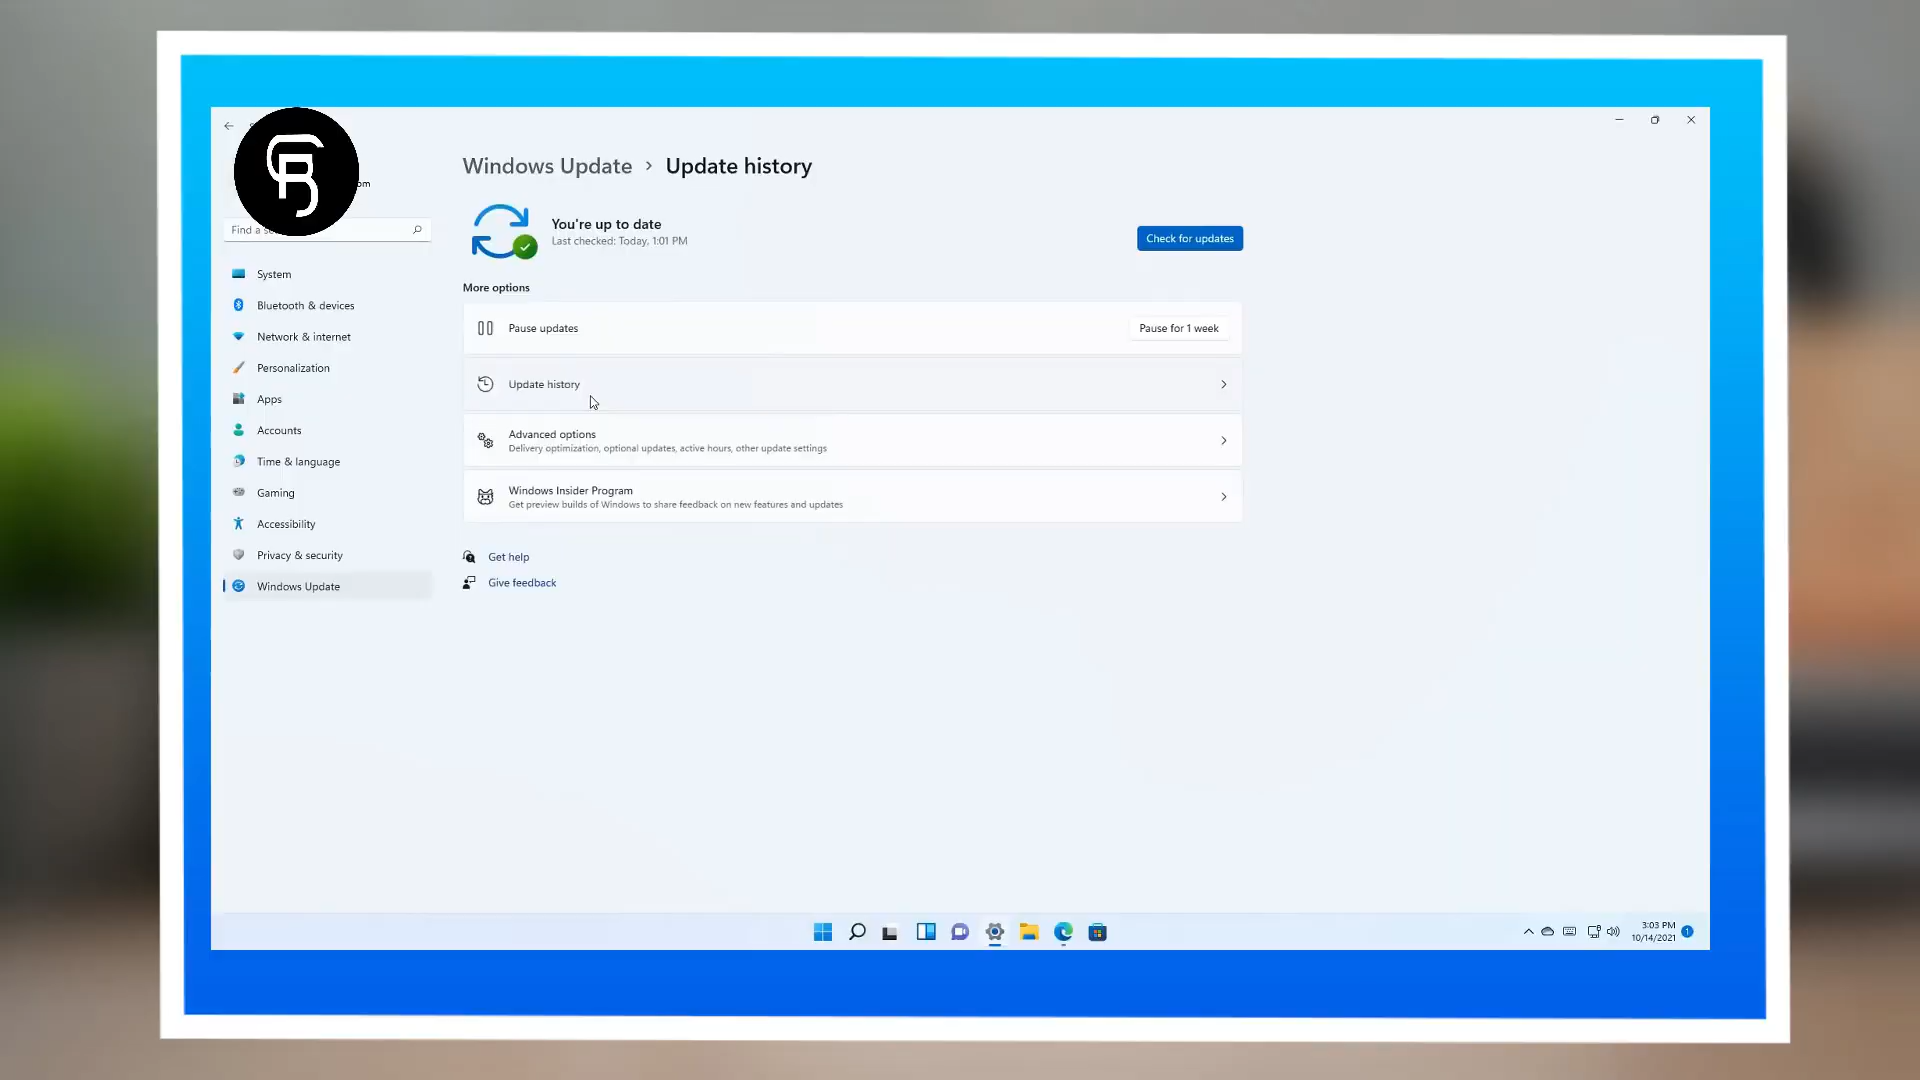 Windows Update > Update history
om
Find a s
You're up to date
Last checked: Today, 1:01 PM
Check for updates
System
Bluetooth & devices
Network & internet
Personalization
Apps
Accounts
Time & language
Gaming
Accessibility
Privacy & security
Windows Update
More options
Pause updates
Pause for 1 week
Update history
Advanced options
Delivery optimization, optional updates, active hours, other update settings
Windows Insider Program
Get preview builds of Windows to share feedback on new features and updates
Get help
Give feedback
3:03 PM
10/14/2021
1